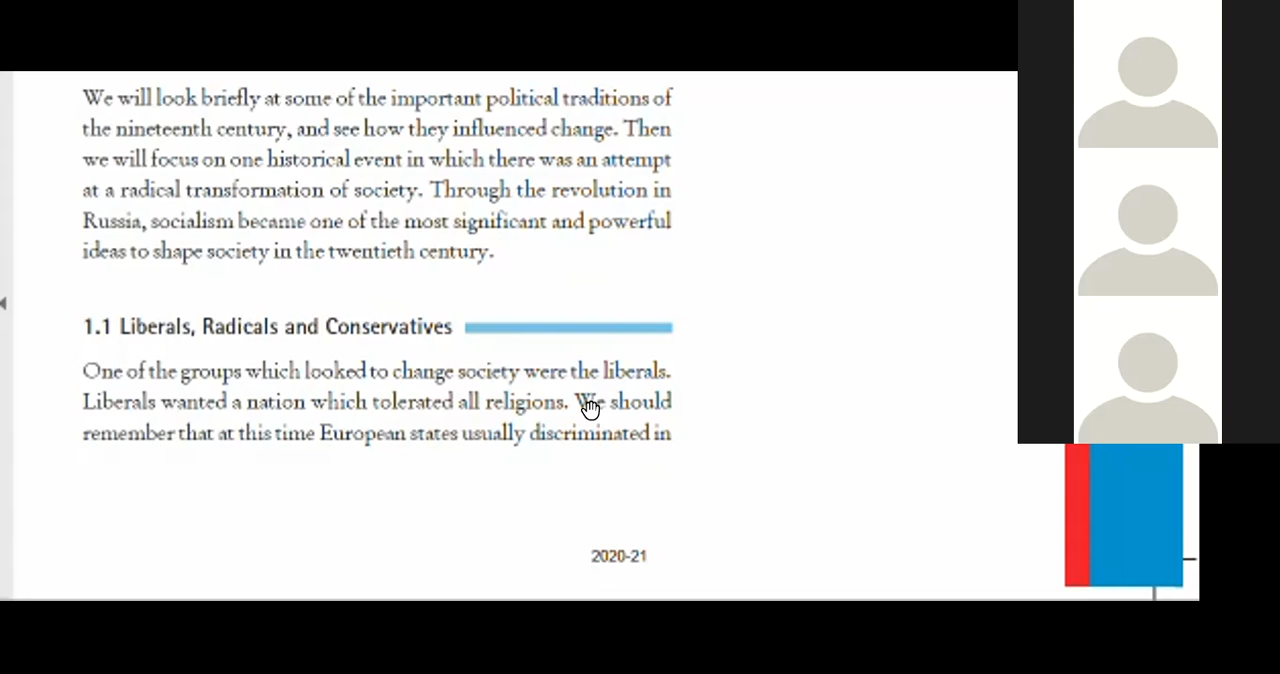 We will look briefly at some of the important political traditions of
the nineteenth century, and see how they influenced change. Then
we will focus on one historical event in which there was an attempt
at a radical transformation of society. Through the revolution in
Russia, socialism became one of the most significant and powerful
ideas to shape society in the twentieth century.
1.1 Liberals, Radicals and Conservatives
One of the groups which looked to change society were the liberals.
Liberals wanted a nation which tolerated all religions. We should
remember that at this time European states usually discriminated in
2020-21